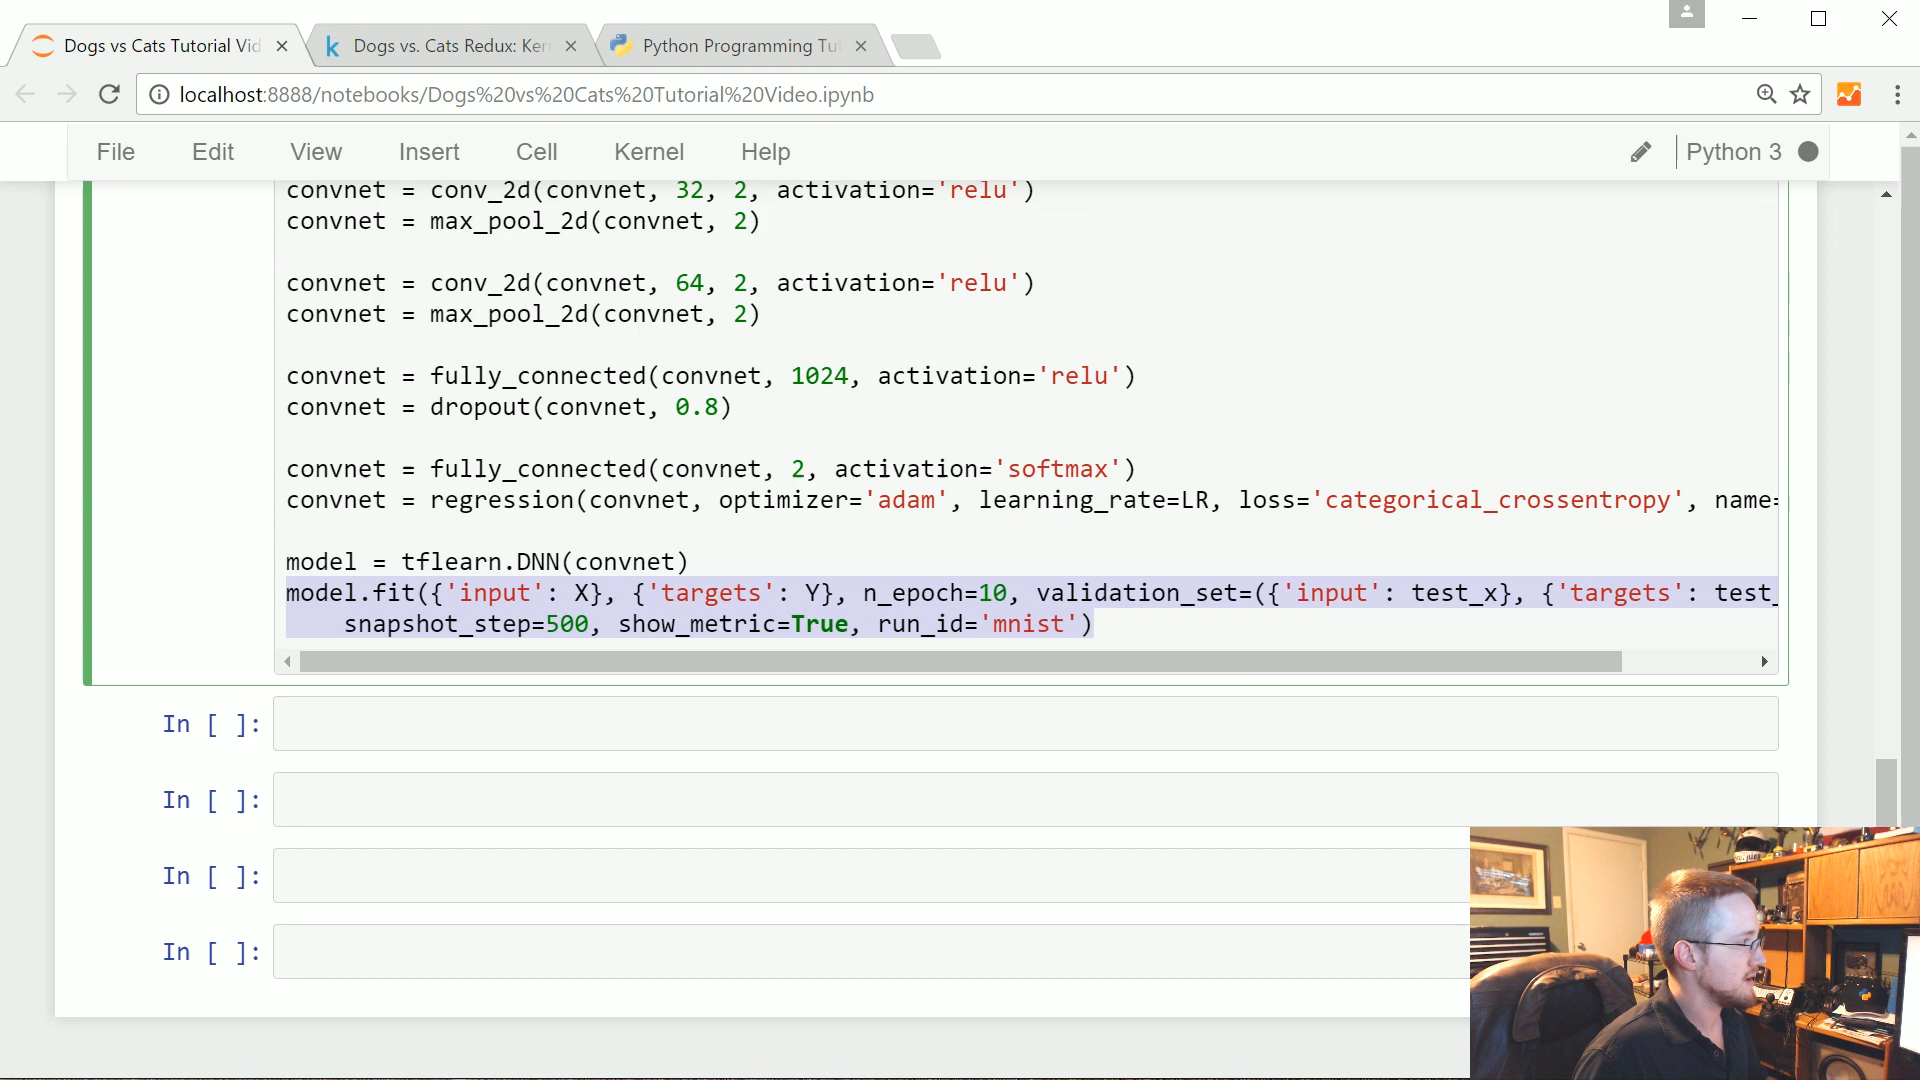 Dogs vs Cats Tutorial Vid
Dogs vs. Cats Redux: Ker
Python Programming Tu
localhost:8888/notebooks/Dogs%20vs%20Cats%20Tutorial%20Video.ipynb
File Edit View Insert Cell Kernel Help Python 3
convnet = conv_2d(convnet, 32, 2, activation='relu')
convnet = max_pool_2d(convnet, 2)
convnet = conv_2d(convnet, 64, 2, activation='relu')
convnet = max_pool_2d(convnet, 2)
convnet = fully_connected(convnet, 1024, activation='relu')
convnet = dropout(convnet, 0.8)
convnet = fully_connected(convnet, 2, activation='softmax')
convnet = regression(convnet, optimizer='adam', learning_rate=LR, loss='categorical_crossentropy', name=
model = tflearn.DNN(convnet)
model.fit({'input': X}, {'targets': Y}, n_epoch=10, validation_set=({'input': test_x}, {'targets': test_
snapshot_step=500, show_metric=True, run_id='mnist')
In [ ]:
In [ ]:
In [ ]:
In [ ]: